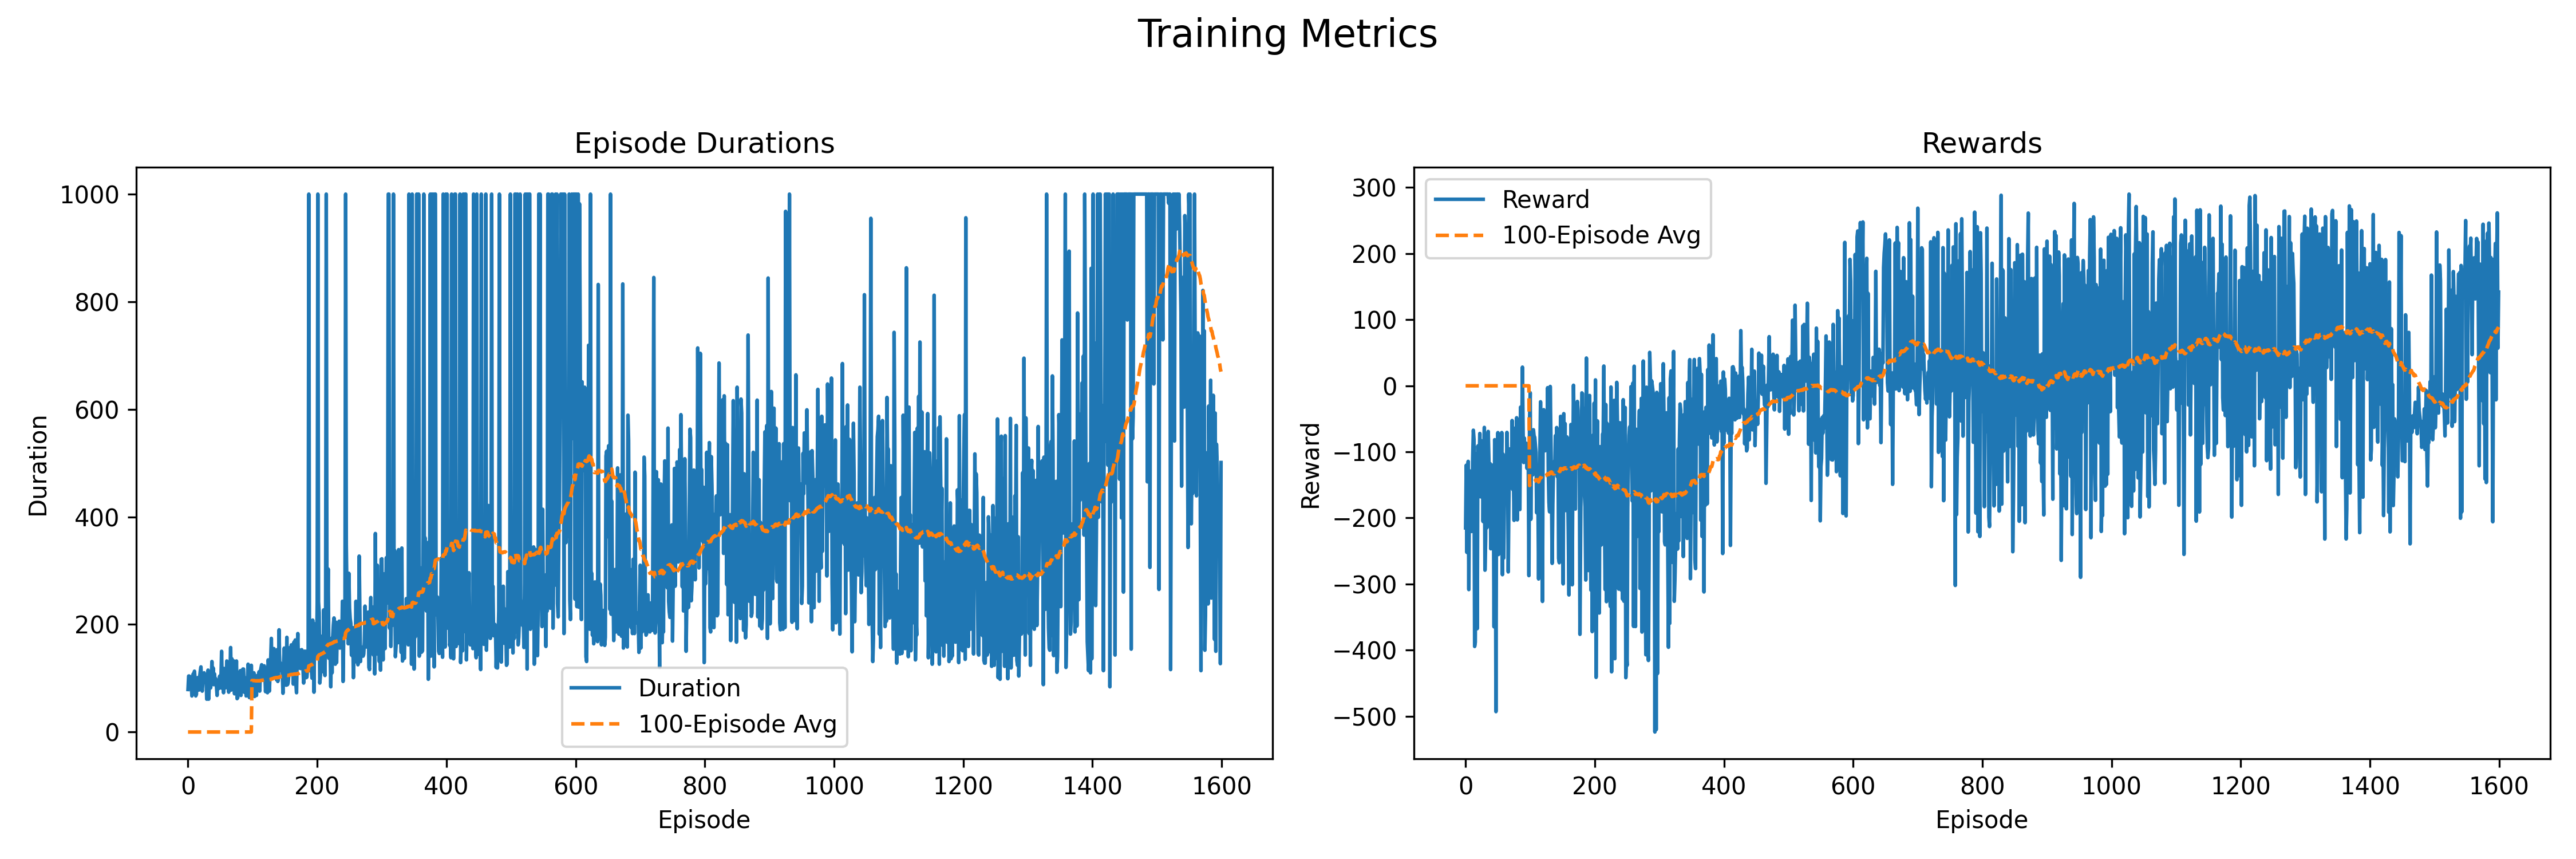 Training Metrics
Episode Durations
1000
800
600
400
200
0
Duration
Duration
100-Episode Avg
0 200 400 600 800 1000 1200 1400 1600
Episode
Rewards
300
200
100
0
−100
−200
−300
−400
−500
Reward
Reward
100-Episode Avg
0 200 400 600 800 1000 1200 1400 1600
Episode